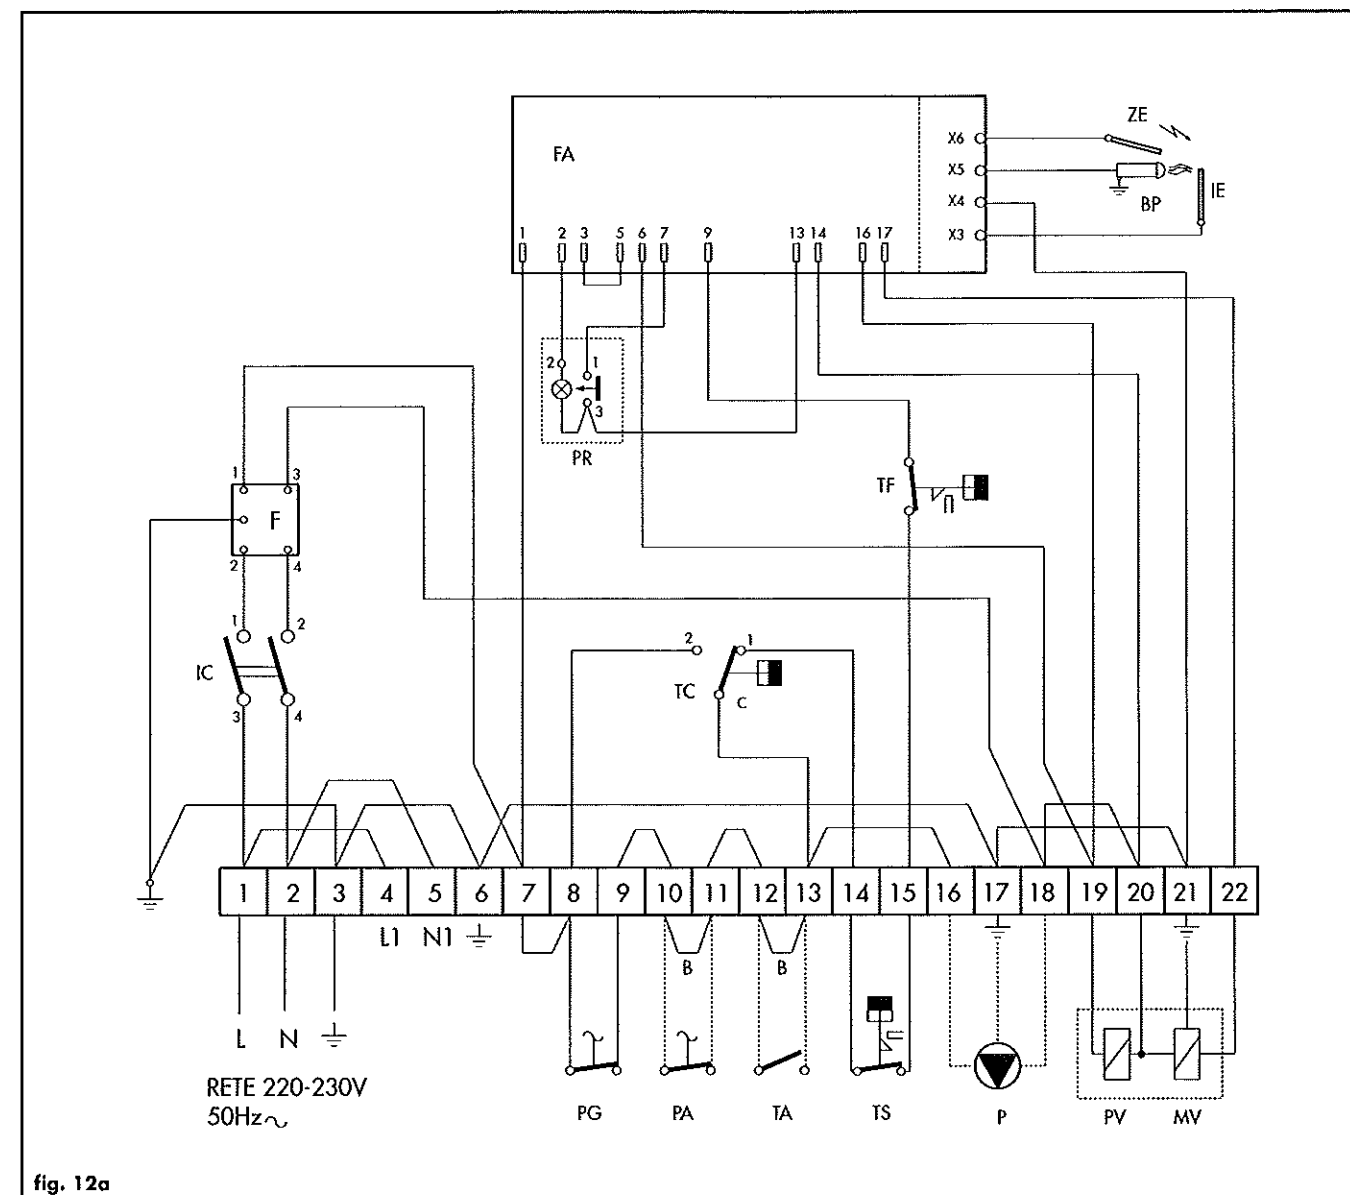 ZE
X6
FA
X5
X4
BP
IE
X3
1 2 3 5 6 7 9 13 14 16 17
2 1
3
PR
1 3
TF
F
2 4
1 2
IC
3 4
2 1
TC C
1 2 3 4 5 6 7 8 9 10 11 12 13 14 15 16 17 18 19 20 21 22
L1 N1
B B
L N
RETE 220-230V
50Hz~
PG PA TA TS P PV MV
fig. 12a